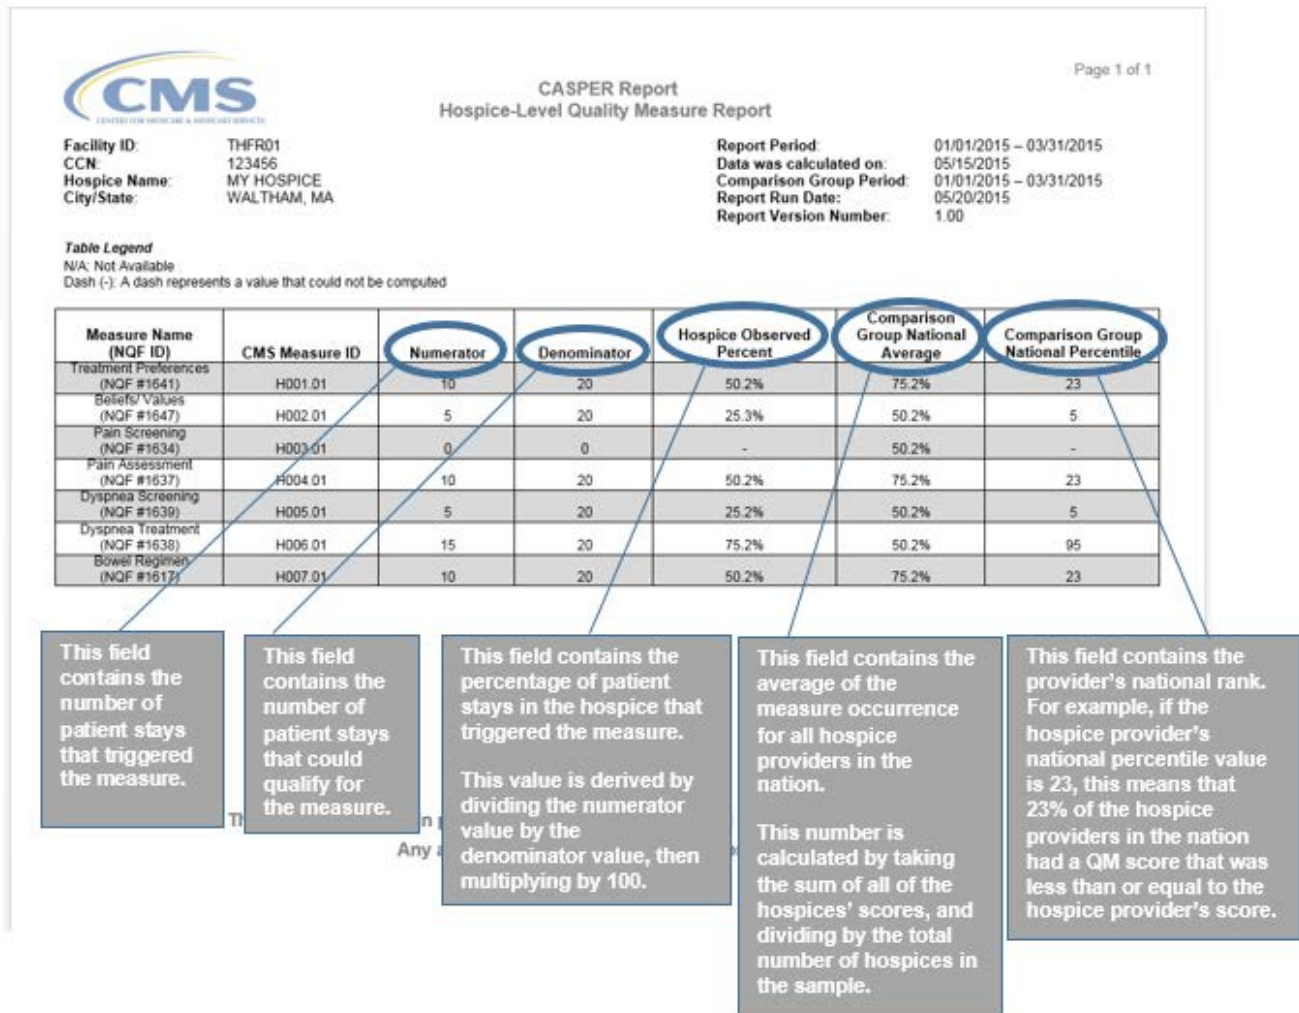 CMS
CENTERS FOR MEDICARE & MEDICAID SERVICES
Page 1 of 1
CASPER Report
Hospice-Level Quality Measure Report
Facility ID: THFR01
CCN: 123456
Hospice Name: MY HOSPICE
City/State: WALTHAM, MA
Report Period: 01/01/2015 – 03/31/2015
Data was calculated on: 05/15/2015
Comparison Group Period: 01/01/2015 – 03/31/2015
Report Run Date: 05/20/2015
Report Version Number: 1.00
Table Legend
N/A: Not Available
Dash (-): A dash represents a value that could not be computed
Measure Name (NQF ID) CMS Measure ID Numerator Denominator Hospice Observed Percent Comparison Group National Average Comparison Group National Percentile
Treatment Preferences
(NQF #1641) H001.01 10 20 50.2% 75.2% 23
Beliefs/ Values
(NQF #1647) H002.01 5 20 25.3% 50.2% 5
Pain Screening
(NQF #1634) H003.01 0 0 - 50.2% -
Pain Assessment
(NQF #1637) H004.01 10 20 50.2% 75.2% 23
Dyspnea Screening
(NQF #1639) H005.01 5 20 25.2% 50.2% 5
Dyspnea Treatment
(NQF #1638) H006.01 15 20 75.2% 50.2% 95
Bowel Regimen
(NQF #1617) H007.01 10 20 50.2% 75.2% 23
This field
contains the
number of
patient stays
that triggered
the measure.
This field
contains the
number of
patient stays
that could
qualify for
the measure.
This field contains the
percentage of patient
stays in the hospice that
triggered the measure.
This value is derived by
dividing the numerator
value by the
denominator value, then
multiplying by 100.
This field contains the
average of the
measure occurrence
for all hospice
providers in the
nation.
This number is
calculated by taking
the sum of all of the
hospices' scores, and
dividing by the total
number of hospices in
the sample.
This field contains the
provider's national rank.
For example, if the
hospice provider's
national percentile value
is 23, this means that
23% of the hospice
providers in the nation
had a QM score that was
less than or equal to the
hospice provider's score.
Any